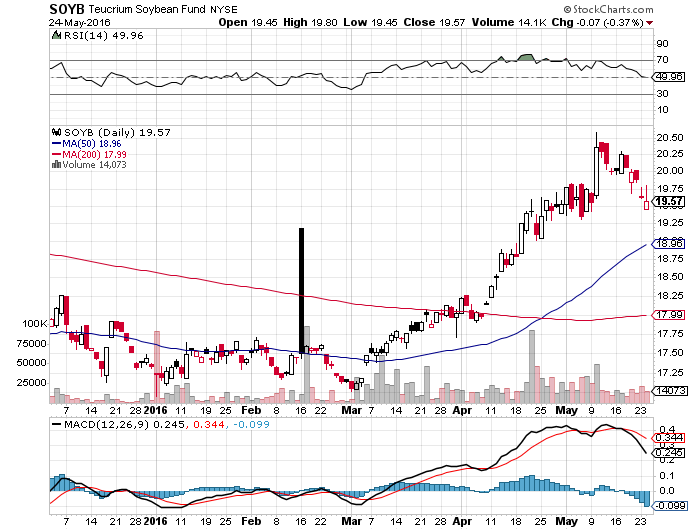 SOYB Teucrium Soybean Fund NYSE © StockCharts.com
24-May-2016 Open 19.45 High 19.80 Low 19.45 Close 19.57 Volume 14.1K Chg -0.07 (-0.37%)
RSI(14) 49.96
90
70
49.96
30
10
SOYB (Daily) 19.57
MA(50) 18.96
MA(200) 17.99
Volume 14,073
20.50
20.25
20.00
19.75
19.57
19.25
18.96
18.75
18.50
18.25
17.99
100K 17.75
75000 17.50
50000 17.25
25000
14073
7 14 21 28 2016 11 19 25 Feb 8 16 22 Mar 7 14 21 28 Apr 11 18 25 May 9 16 23
MACD(12,26,9) 0.245, 0.344, -0.099
0.4
0.344
0.245
0.2
0.1
0.0
-0.099
7 14 21 28 2016 11 19 25 Feb 8 16 22 Mar 7 14 21 28 Apr 11 18 25 May 9 16 23